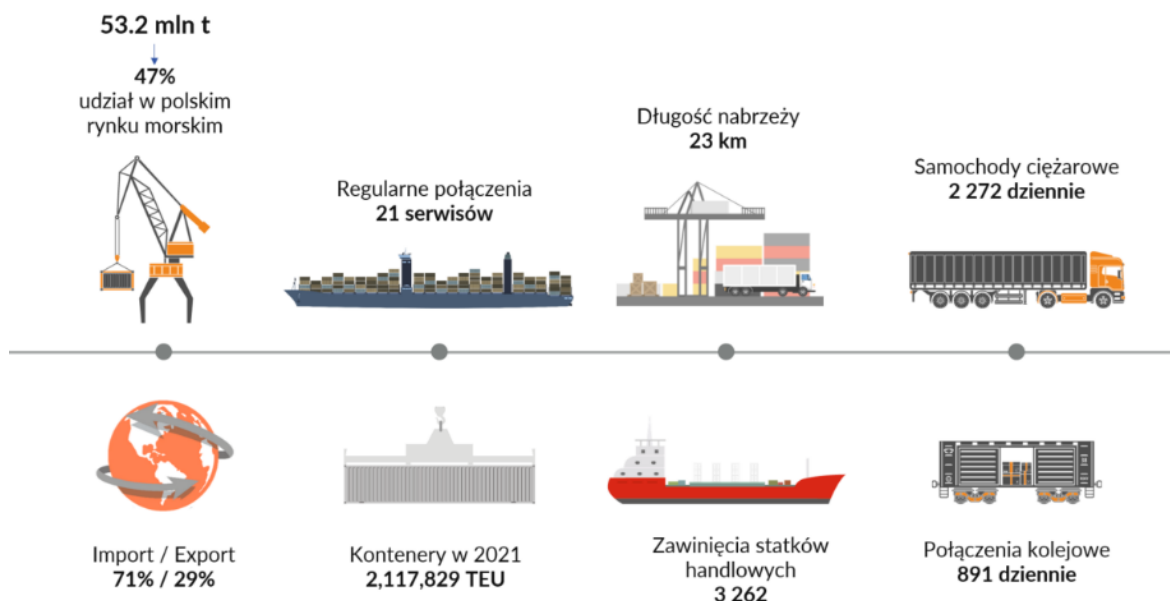 53.2 mln t
47%
udział w polskim
rynku morskim
Regularne połączenia
21 serwisów
Długość nabrzeży
23 km
Samochody ciężarowe
2 272 dziennie
Import / Export
71% / 29%
Kontenery w 2021
2,117,829 TEU
Zawinięcia statków
handlowych
3 262
Połączenia kolejowe
891 dziennie